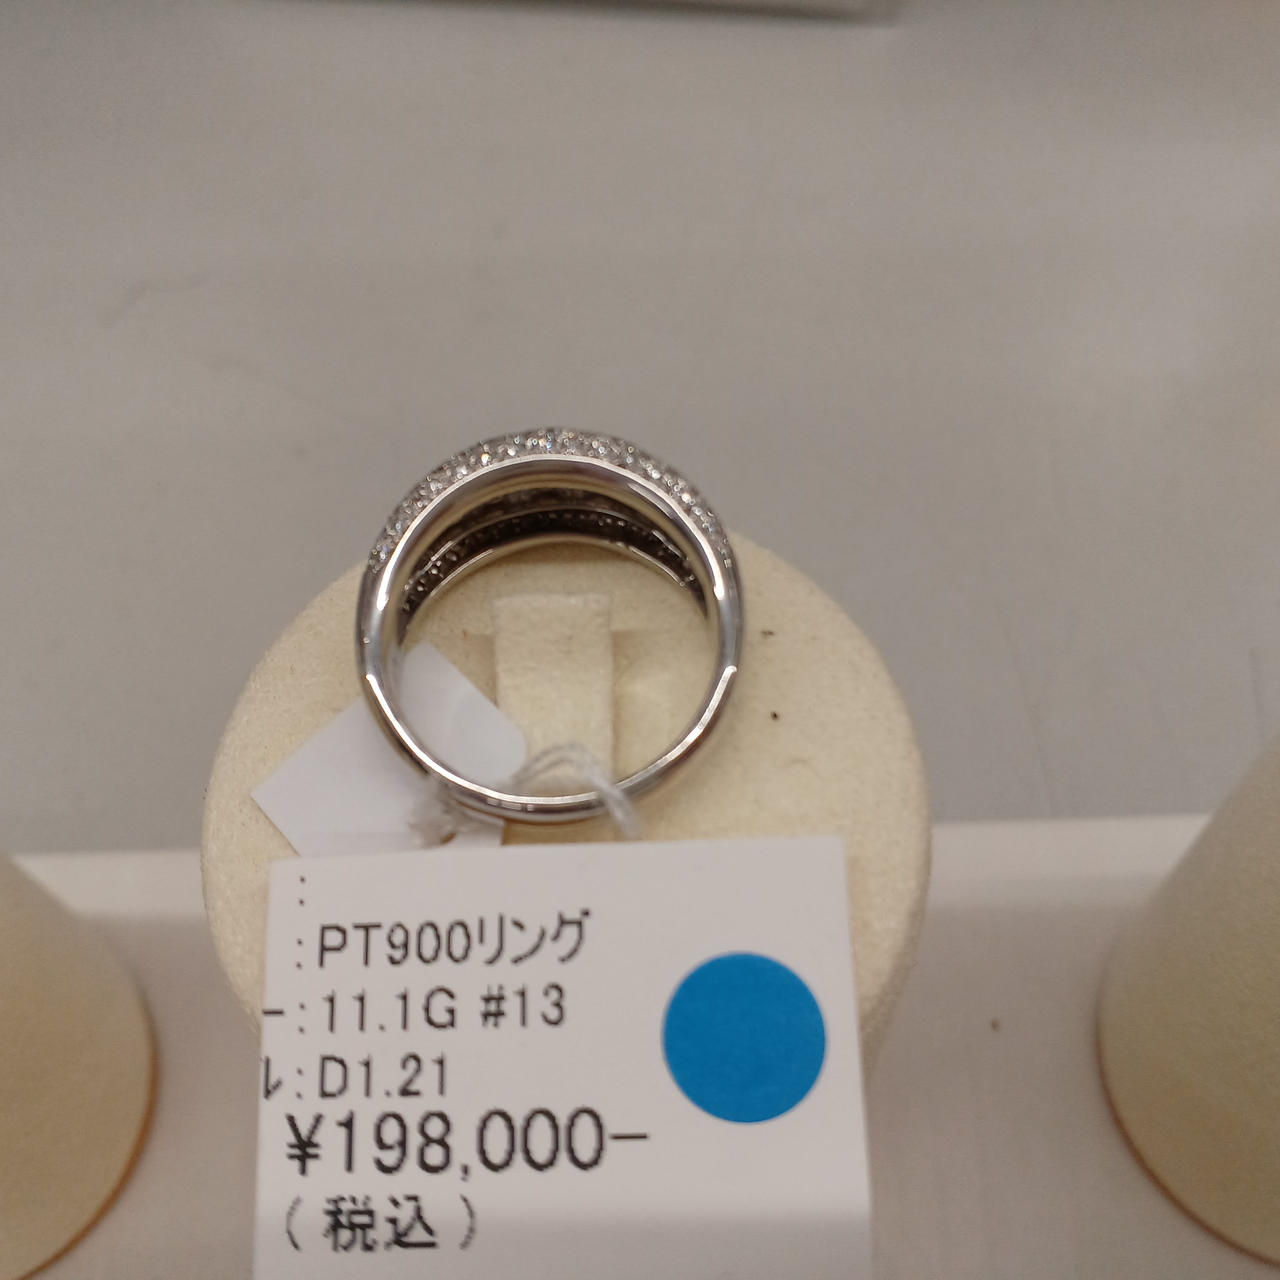 :
:PT900リング
ー:11.1G #13
ル:D1.21
¥198,000-
(税込)